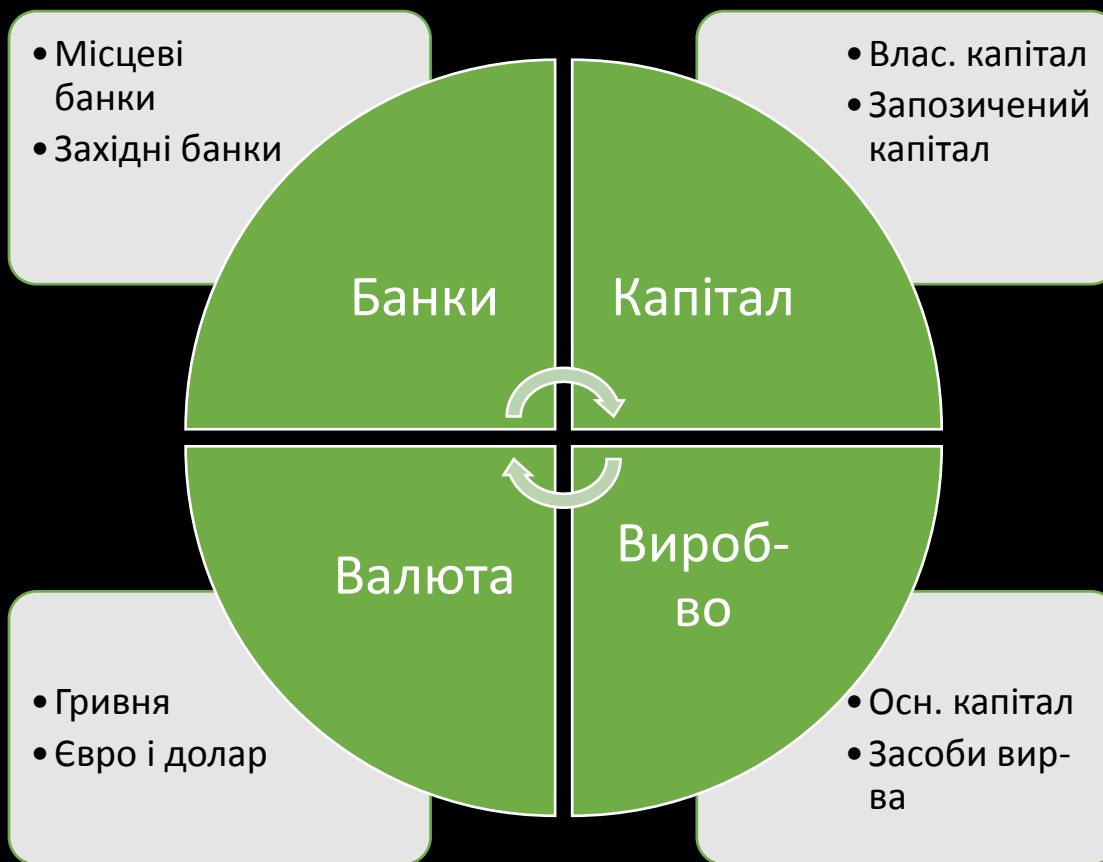 • Місцеві
банки
• Західні банки
• Влас. капітал
• Запозичений
капітал
Банки
Капітал
Валюта
Вироб-
во
• Гривня
• Євро і долар
• Осн. капітал
• Засоби вир-
ва